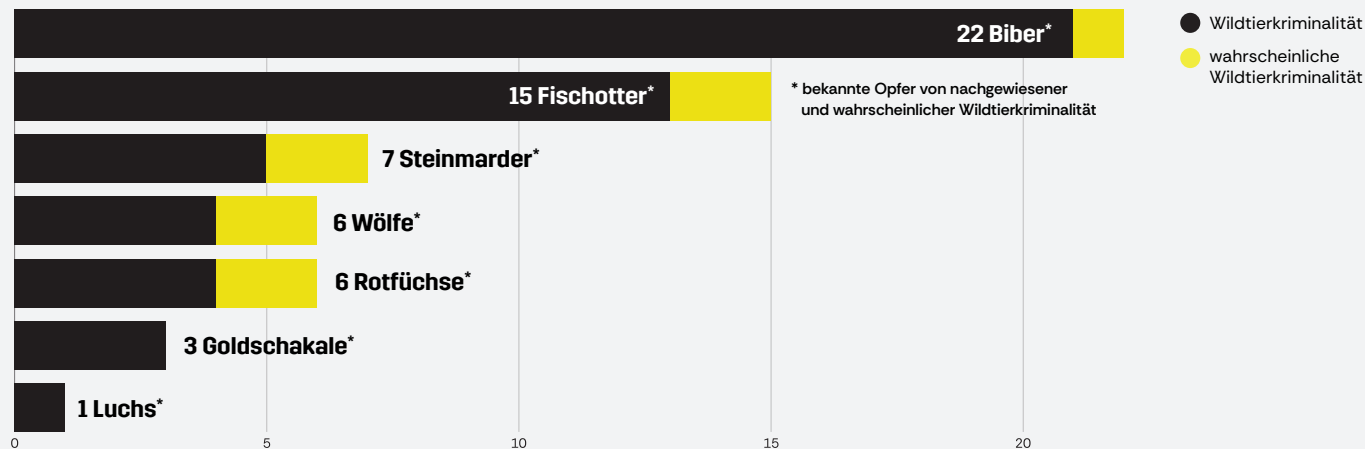 22 Biber*
Wildtierkriminalität
wahrscheinliche
Wildtierkriminalität
15 Fischotter*
* bekannte Opfer von nachgewiesener
und wahrscheinlicher Wildtierkriminalität
7 Steinmarder*
6 Wölfe*
6 Rotfüchse*
3 Goldschakale*
1 Luchs*
0 5 10 15 20